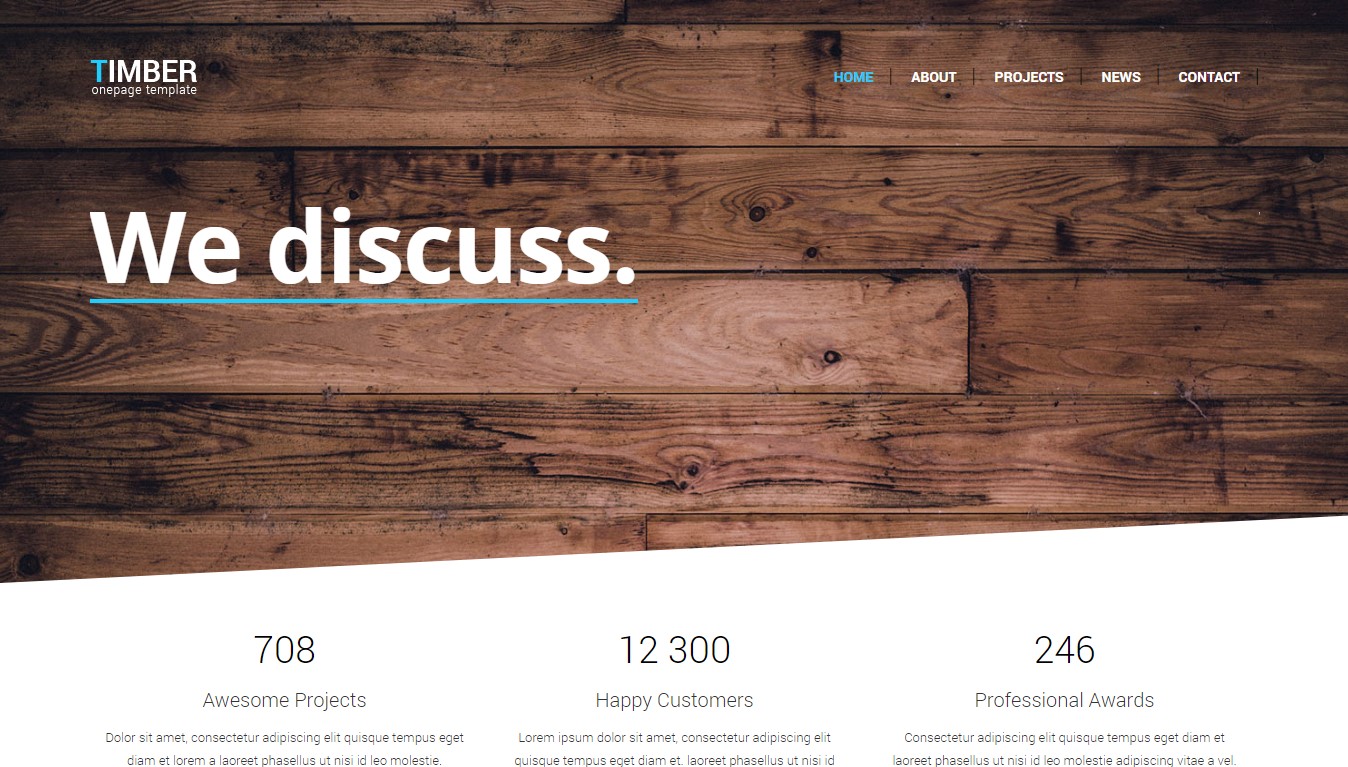 TIMBER
onepage template
HOME
ABOUT
PROJECTS
NEWS
CONTACT
We discuss.
708
Awesome Projects
Dolor sit amet, consectetur adipiscing elit quisque tempus eget
diam et lorem a laoreet phasellus ut nisi id leo molestie.
12 300
Happy Customers
Lorem ipsum dolor sit amet, consectetur adipiscing elit
quisque tempus eget diam et. laoreet phasellus ut nisi id
246
Professional Awards
Consectetur adipiscing elit quisque tempus eget diam et
laoreet phasellus ut nisi id leo molestie adipiscing vitae a vel.